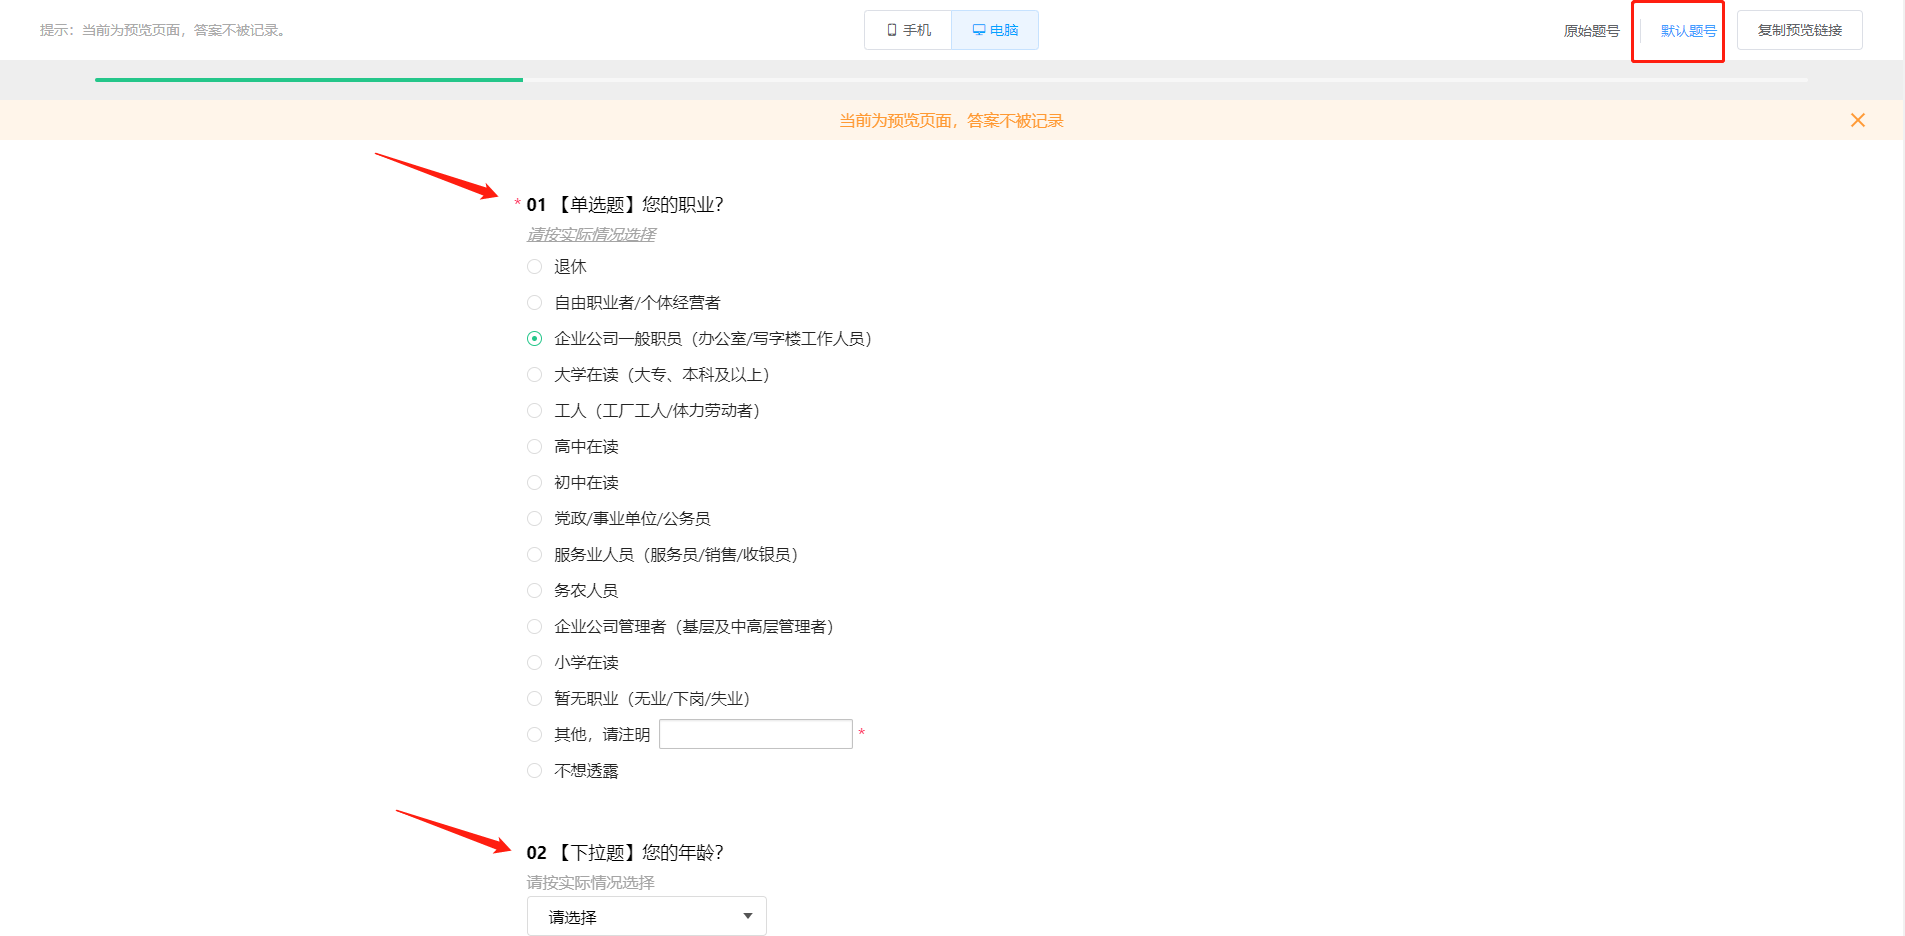 提示：当前为预览页面，答案不被记录。
手机
电脑
原始题号
默认题号
复制预览链接
当前为预览页面，答案不被记录
* 01 【单选题】您的职业？
请按实际情况选择
退休
自由职业者/个体经营者
企业公司一般职员（办公室/写字楼工作人员）
大学在读（大专、本科及以上）
工人（工厂工人/体力劳动者）
高中在读
初中在读
党政/事业单位/公务员
服务业人员（服务员/销售/收银员）
务农人员
企业公司管理者（基层及中高层管理者）
小学在读
暂无职业（无业/下岗/失业）
其他，请注明 *
不想透露
02 【下拉题】您的年龄？
请按实际情况选择
请选择